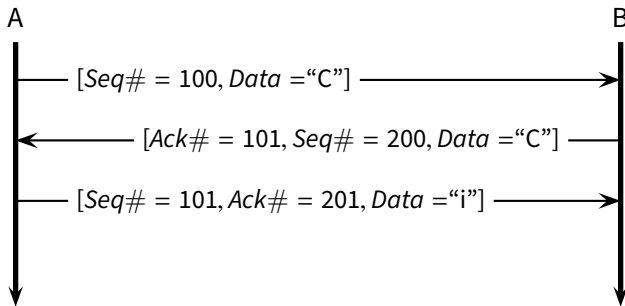 A B
[Seq# = 100, Data =“C”]
[Ack# = 101, Seq# = 200, Data =“C”]
[Seq# = 101, Ack# = 201, Data =“i”]